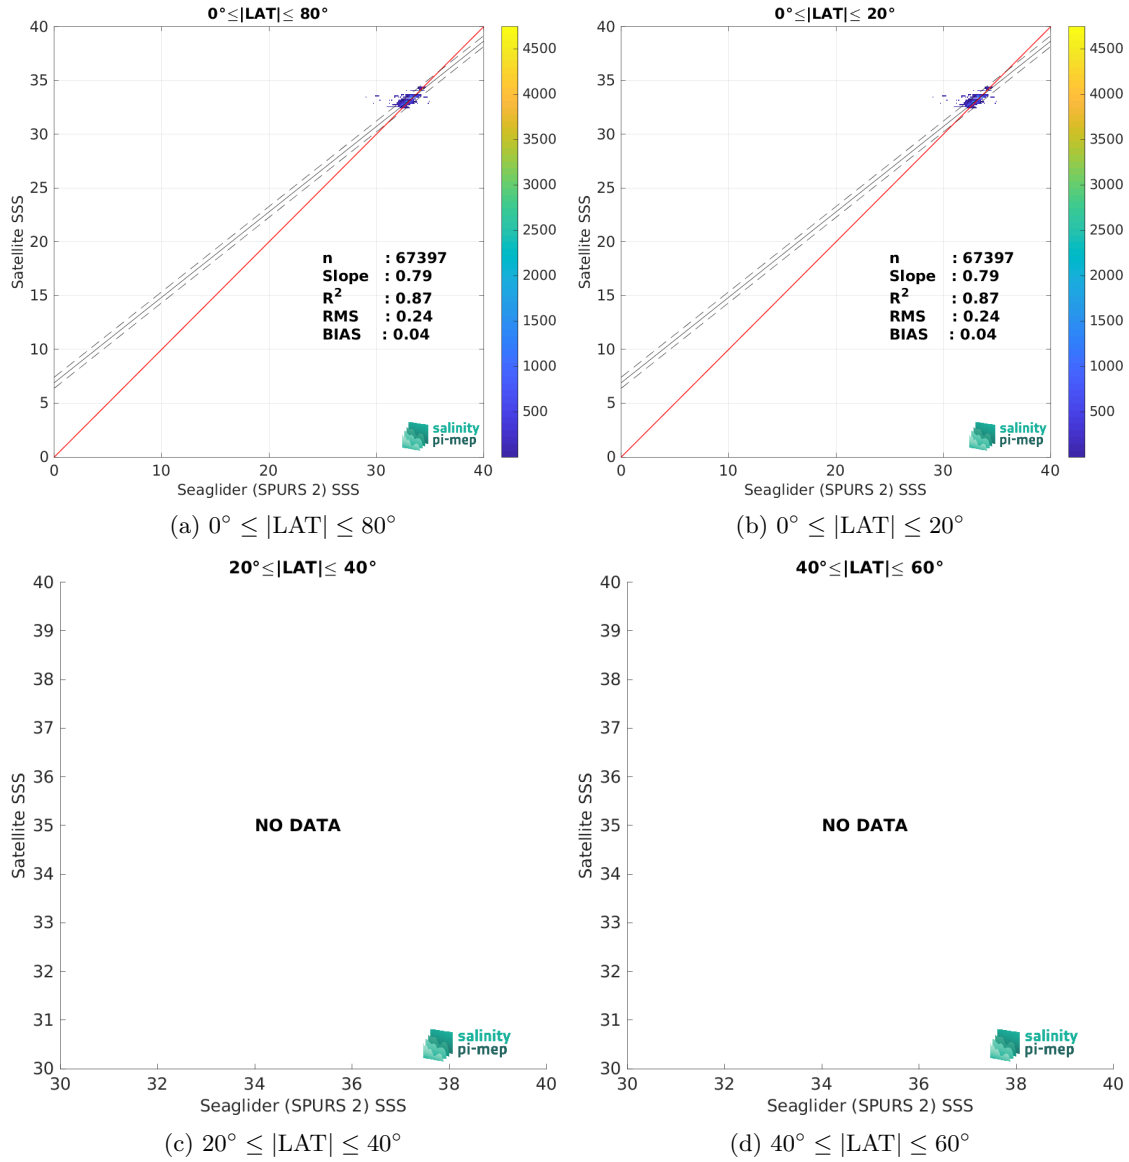 0°≤|LAT|≤ 80°
40
35
30
25
20
15
10
5
0
Satellite SSS
n : 67397
Slope : 0.79
R² : 0.87
RMS : 0.24
BIAS : 0.04
salinity
pi-mep
0 10 20 30 40
Seaglider (SPURS 2) SSS
4500
4000
3500
3000
2500
2000
1500
1000
500
(a) 0° ≤ |LAT| ≤ 80°
0°≤|LAT|≤ 20°
40
35
30
25
20
15
10
5
0
Satellite SSS
n : 67397
Slope : 0.79
R² : 0.87
RMS : 0.24
BIAS : 0.04
salinity
pi-mep
0 10 20 30 40
Seaglider (SPURS 2) SSS
4500
4000
3500
3000
2500
2000
1500
1000
500
(b) 0° ≤ |LAT| ≤ 20°
20°≤|LAT|≤ 40°
40
39
38
37
36
35
34
33
32
31
30
Satellite SSS
NO DATA
salinity
pi-mep
30 32 34 36 38 40
Seaglider (SPURS 2) SSS
(c) 20° ≤ |LAT| ≤ 40°
40°≤|LAT|≤ 60°
40
39
38
37
36
35
34
33
32
31
30
Satellite SSS
NO DATA
salinity
pi-mep
30 32 34 36 38 40
Seaglider (SPURS 2) SSS
(d) 40° ≤ |LAT| ≤ 60°